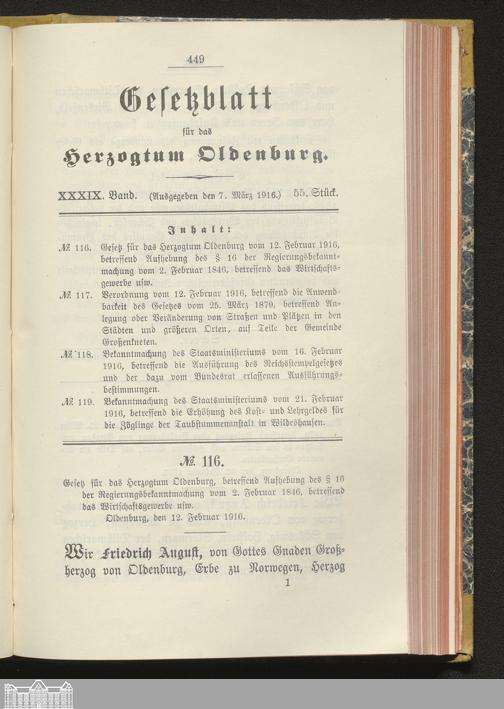 449
Gesetzblatt
für das
Herzogtum Oldenburg.
XXXIX. Band. (Ausgegeben den 7. März 1916.) 55. Stück.
Inhalt:
№ 116. Gesetz für das Herzogtum Oldenburg vom 12. Februar 1916,
betreffend Aufhebung des § 16 der Regierungsbekannt-
machung vom 2. Februar 1846, betreffend das Wirtschafts-
gewerbe usw.
№ 117. Verordnung vom 12. Februar 1916, betreffend die Anwend-
barkeit des Gesetzes vom 25. März 1879, betreffend An-
legung oder Veränderung von Straßen und Plätzen in den
Städten und größeren Orten, auf Teile der Gemeinde
Großenkneten.
№ 118. Bekanntmachung des Staatsministeriums vom 16. Februar
1916, betreffend die Ausführung des Reichsstempelgesetzes
und der dazu vom Bundesrat erlassenen Ausführungs-
bestimmungen.
№ 119. Bekanntmachung des Staatsministeriums vom 21. Februar
1916, betreffend die Erhöhung des Kost- und Lehrgeldes für
die Zöglinge der Taubstummenanstalt in Wildeshausen.
№ 116.
Gesetz für das Herzogtum Oldenburg, betreffend Aufhebung des § 16
der Regierungsbekanntmachung vom 2. Februar 1846, betreffend
das Wirtschaftsgewerbe usw.
Oldenburg, den 12. Februar 1916.
Wir Friedrich August, von Gottes Gnaden Groß-
herzog von Oldenburg, Erbe zu Norwegen, Herzog
1